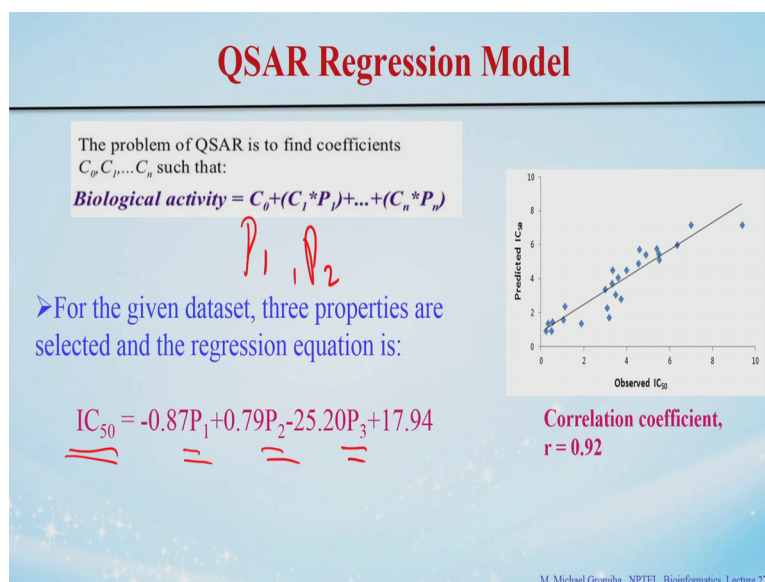 QSAR Regression Model
The problem of QSAR is to find coefficients
C₀,C₁,...Cₙ such that:
Biological activity = C₀+(C₁*P₁)+...+(Cₙ*Pₙ)
P₁ , P₂
➢For the given dataset, three properties are
selected and the regression equation is:
IC₅₀ = -0.87P₁+0.79P₂-25.20P₃+17.94
10
8
6
4
2
0
Predicted IC₅₀
0 2 4 6 8 10
Observed IC₅₀
Correlation coefficient,
r = 0.92
M. Michael Gromiha, NPTEL, Bioinformatics, Lecture